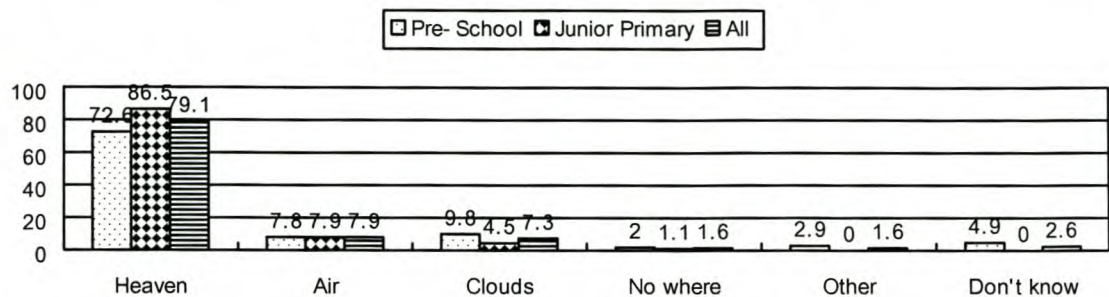 Pre- School Junior Primary All
100
80
60
40
20
0
72.6 86.5 79.1
7.8 7.9 7.9
9.8 4.5 7.3
2 1.1 1.6
2.9 0 1.6
4.9 0 2.6
Heaven Air Clouds No where Other Don't know